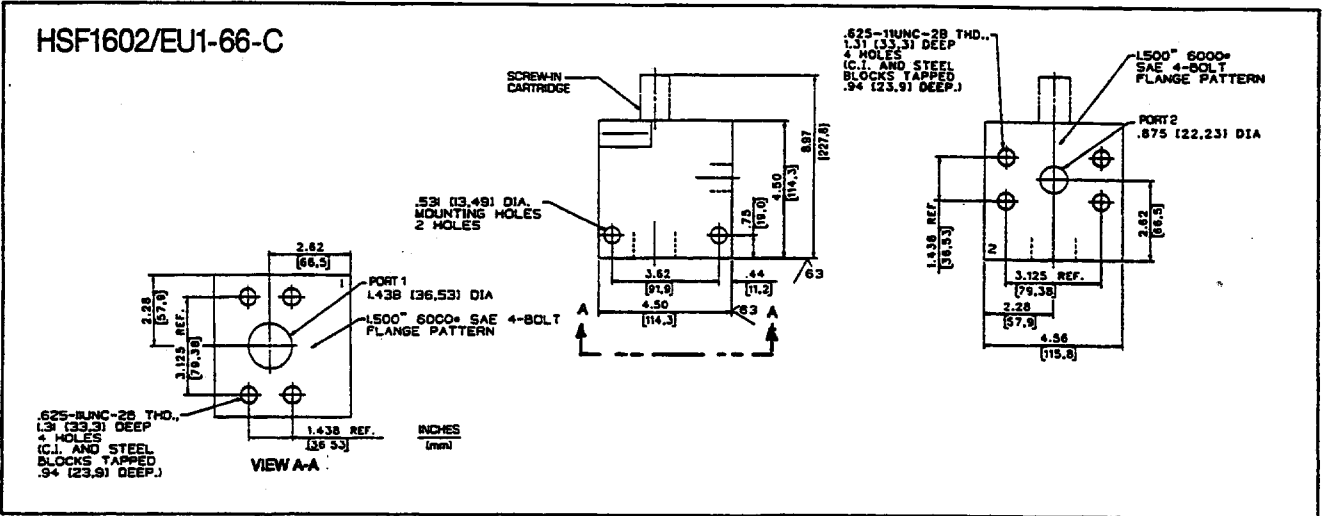 HSF1602/EU1-66-C
SCREW-IN
CARTRIDGE
.531 [13,49] DIA.
MOUNTING HOLES
2 HOLES
8.97
[227,8]
4.50
[114,3]
.75
[19,0]
3.62
[91,9]
.44
[11,2]
4.50
[114,3]
63
63
A
A
.625-11UNC-2B THD.,
1.31 [33,3] DEEP
4 HOLES
(C.I. AND STEEL
BLOCKS TAPPED
.94 [23,9] DEEP.)
1.500" 6000# SAE 4-BOLT
FLANGE PATTERN
PORT 2
.875 [22,23] DIA
1.438 REF.
[36,53]
2.62
[66,5]
2
3.125 REF.
[79,38]
2.28
[57,9]
4.56
[115,8]
2.62
[66,5]
1
PORT 1
1.438 [36,53] DIA
1.500" 6000# SAE 4-BOLT
FLANGE PATTERN
2.28
[57,9]
3.125 REF.
[79,38]
.625-11UNC-2B THD.,
1.31 [33,3] DEEP
4 HOLES
(C.I. AND STEEL
BLOCKS TAPPED
.94 [23,9] DEEP.)
1.438 REF.
[36 53]
INCHES
[mm]
VIEW A-A